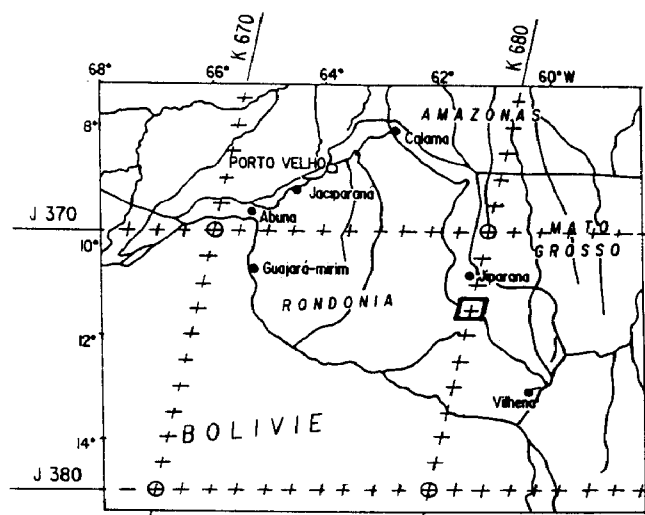 K 670
K 680
68°
66°
64°
62°
60°W
8°
AMAZONAS
Calama
PORTO VELHO
Jaciparana
Abuna
J 370
10°
MATO
GROSSO
Guajará-mirim
Jiparana
RONDONIA
12°
Vilhena
BOLIVIE
14°
J 380